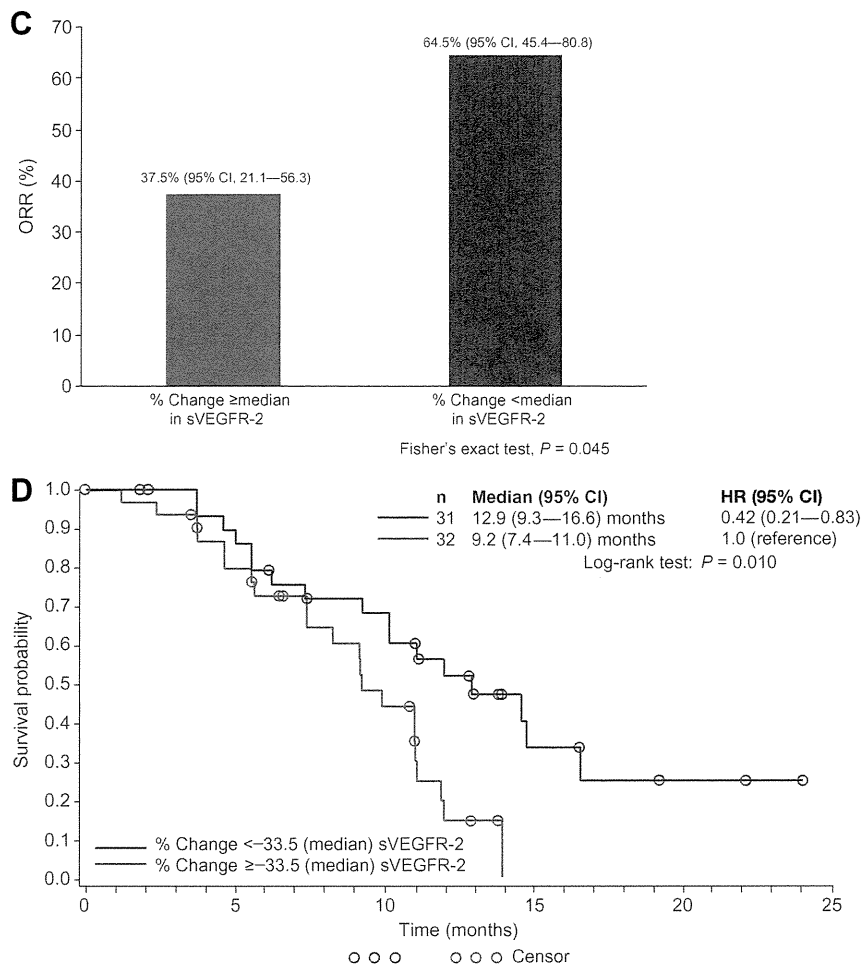 C
70
60
50
40
30
20
10
0
ORR (%)
37.5% (95% CI, 21.1—56.3)
64.5% (95% CI, 45.4—80.8)
% Change ≥median
in sVEGFR-2
% Change <median
in sVEGFR-2
Fisher's exact test, P = 0.045
D
1.0
0.9
0.8
0.7
0.6
0.5
0.4
0.3
0.2
0.1
0.0
Survival probability
n Median (95% CI) HR (95% CI)
31 12.9 (9.3—16.6) months 0.42 (0.21—0.83)
32 9.2 (7.4—11.0) months 1.0 (reference)
Log-rank test: P = 0.010
% Change <−33.5 (median) sVEGFR-2
% Change ≥−33.5 (median) sVEGFR-2
0 5 10 15 20 25
Time (months)
Censor